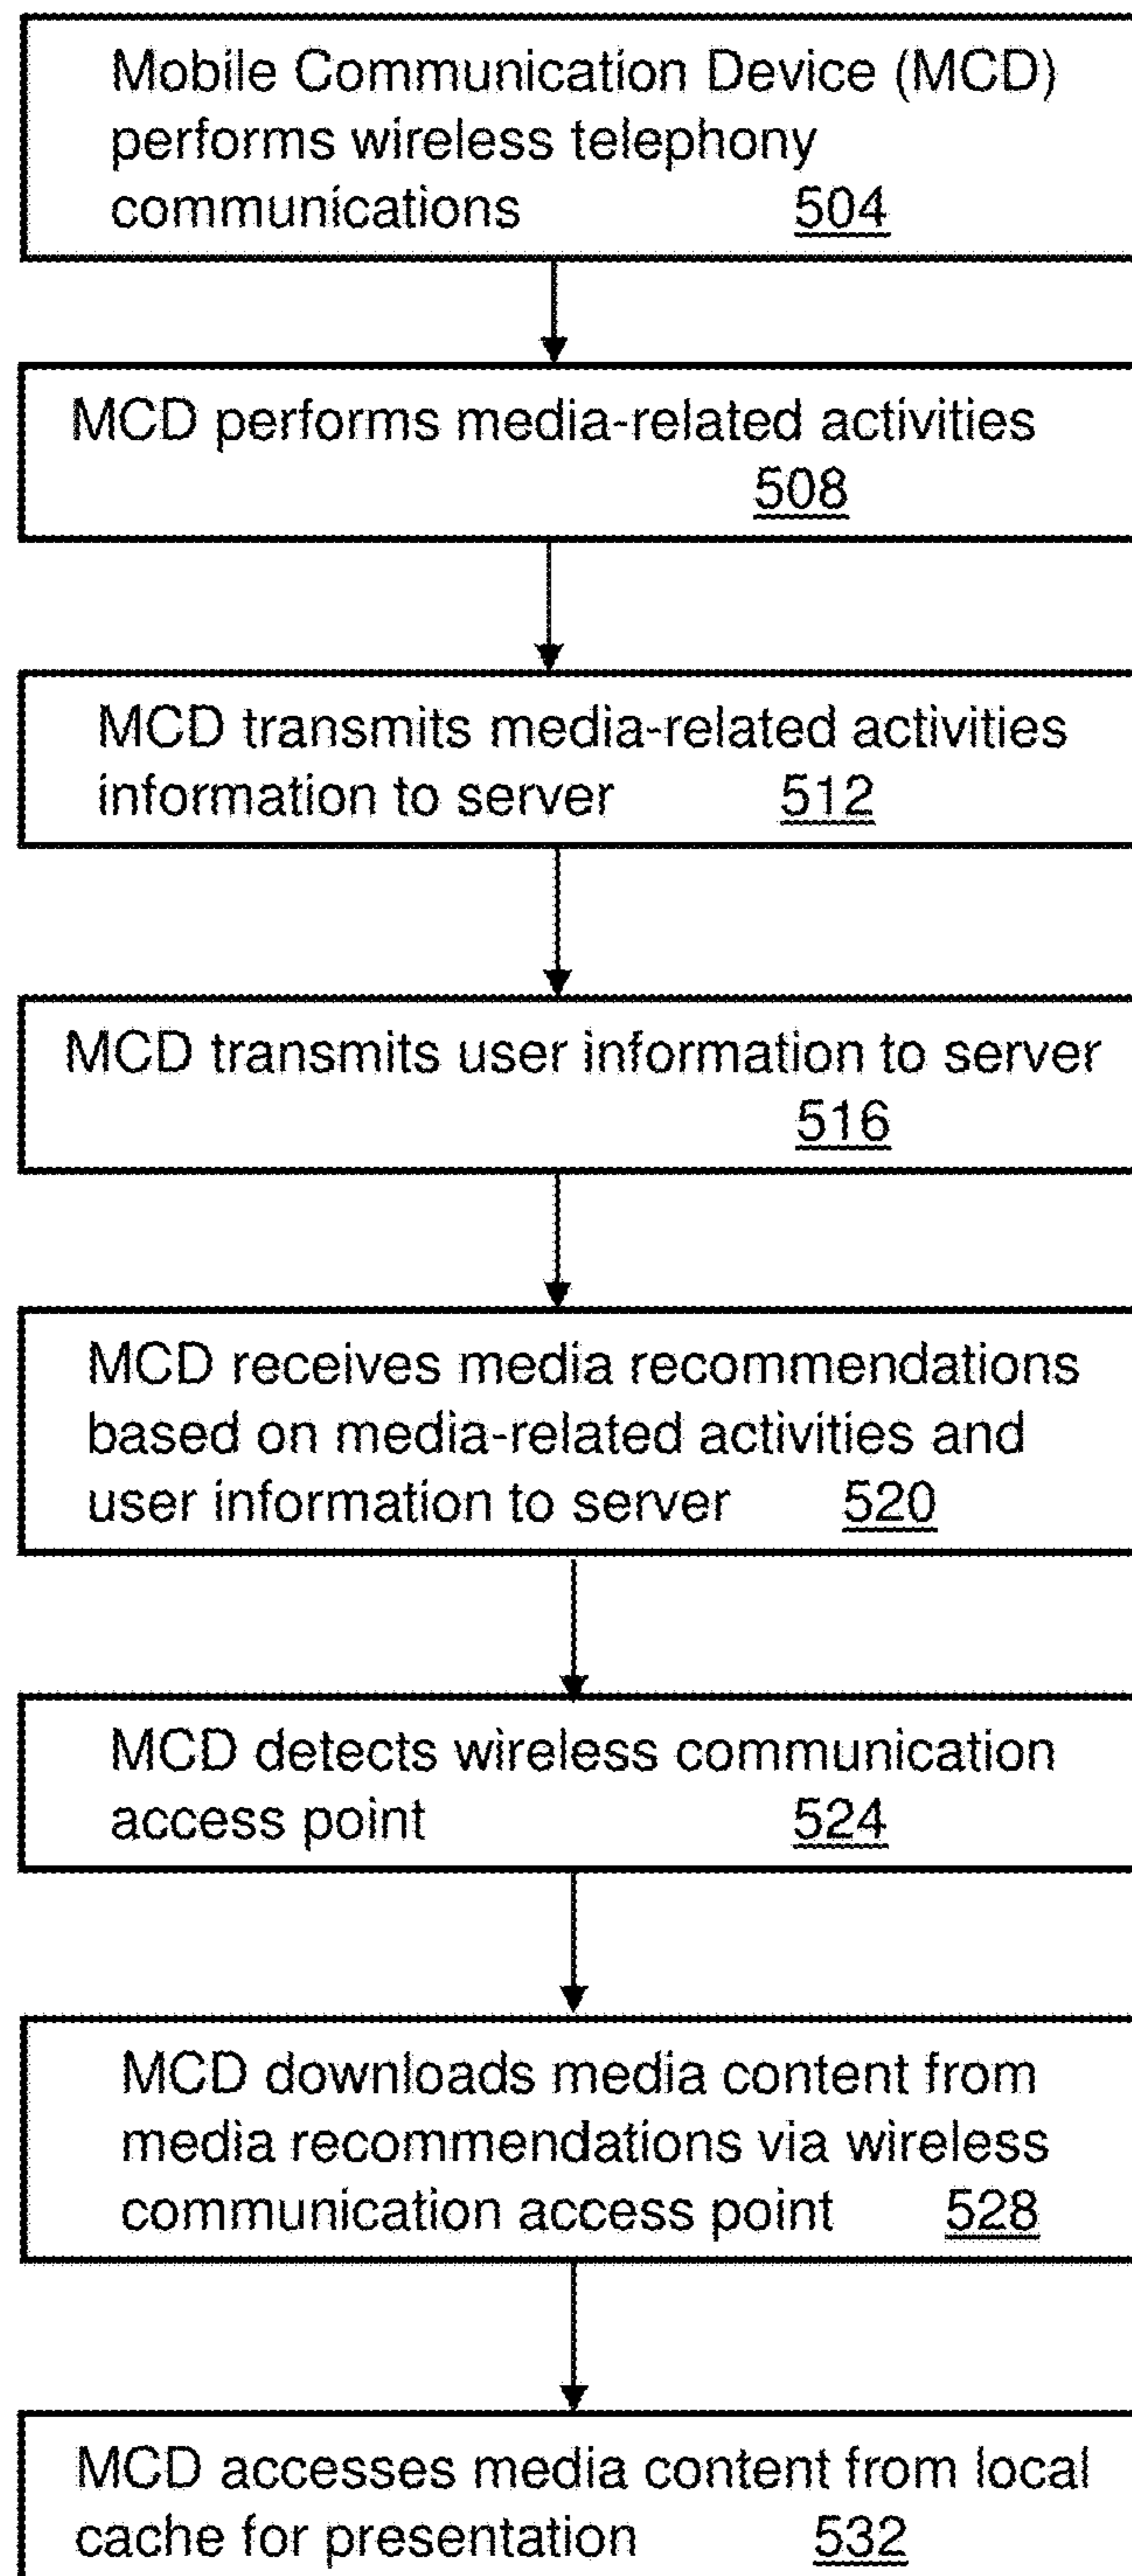 Mobile Communication Device (MCD)
performs wireless telephony
communications 504
MCD performs media-related activities
508
MCD transmits media-related activities
information to server 512
MCD transmits user information to server
516
MCD receives media recommendations
based on media-related activities and
user information to server 520
MCD detects wireless communication
access point 524
MCD downloads media content from
media recommendations via wireless
communication access point 528
MCD accesses media content from local
cache for presentation 532